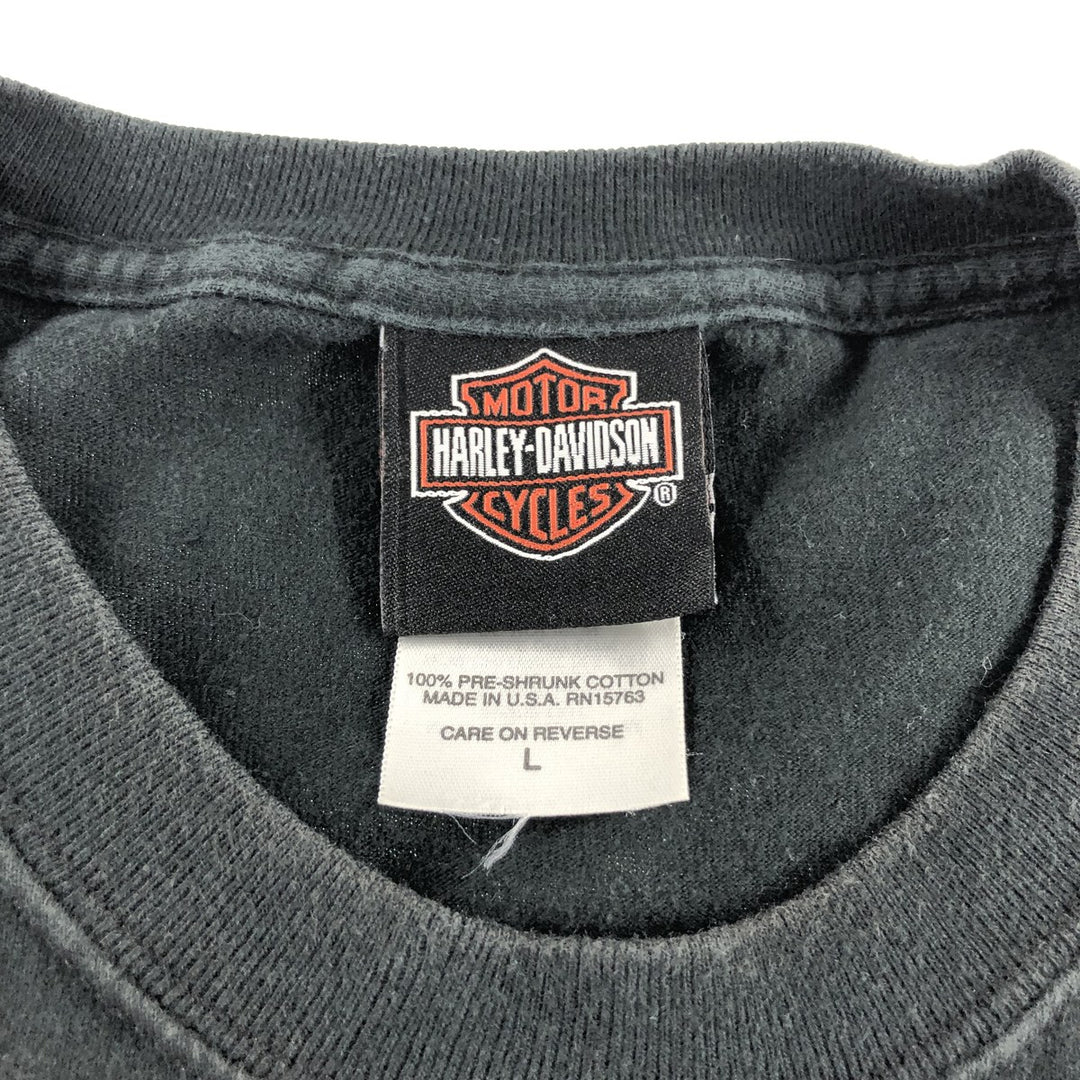 MOTOR
HARLEY-DAVIDSON
CYCLES
®
100% PRE-SHRUNK COTTON
MADE IN U.S.A. RN15763
CARE ON REVERSE
L